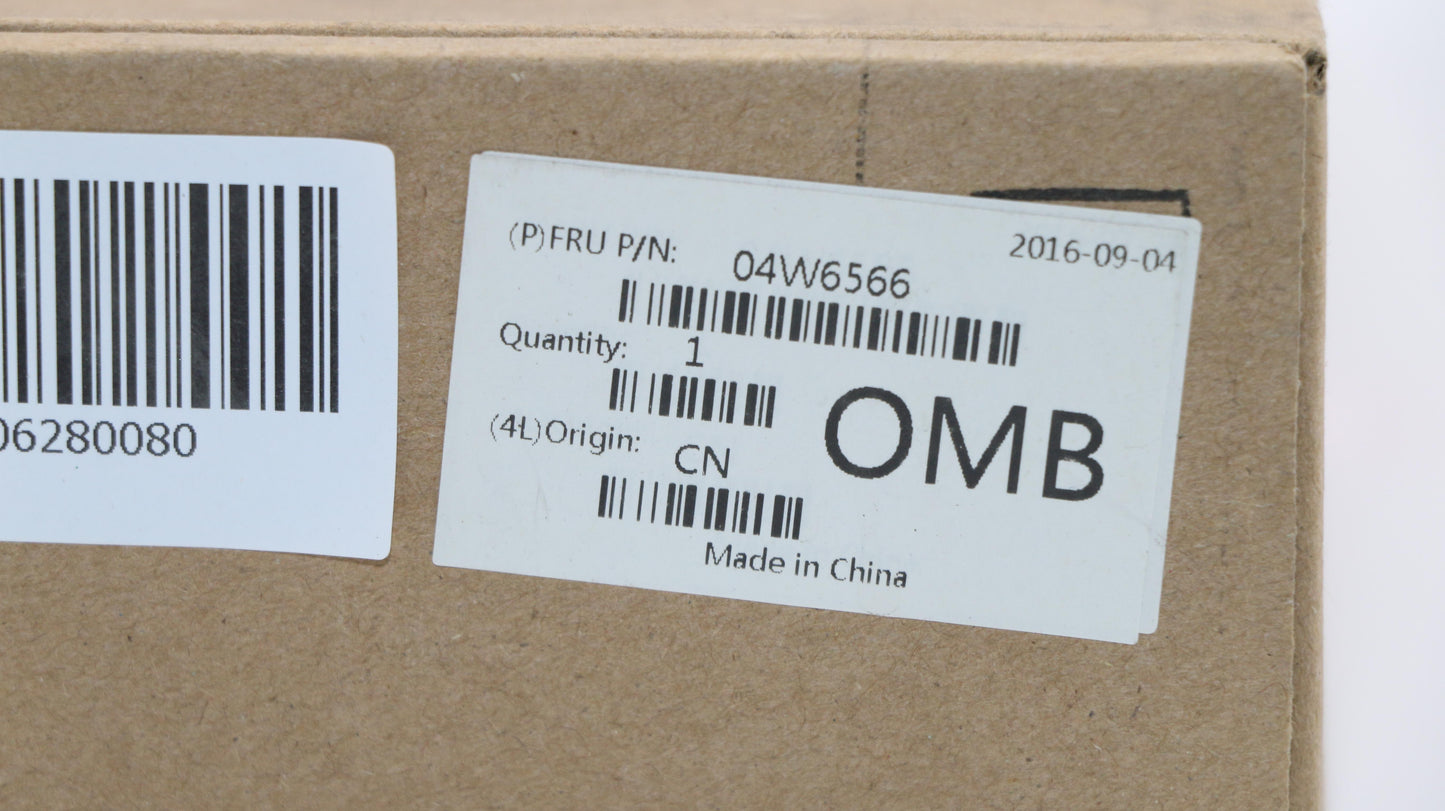 06280080
(P)FRU P/N: 04W6566
2016-09-04
Quantity: 1
OMB
(4L)Origin: CN
Made in China